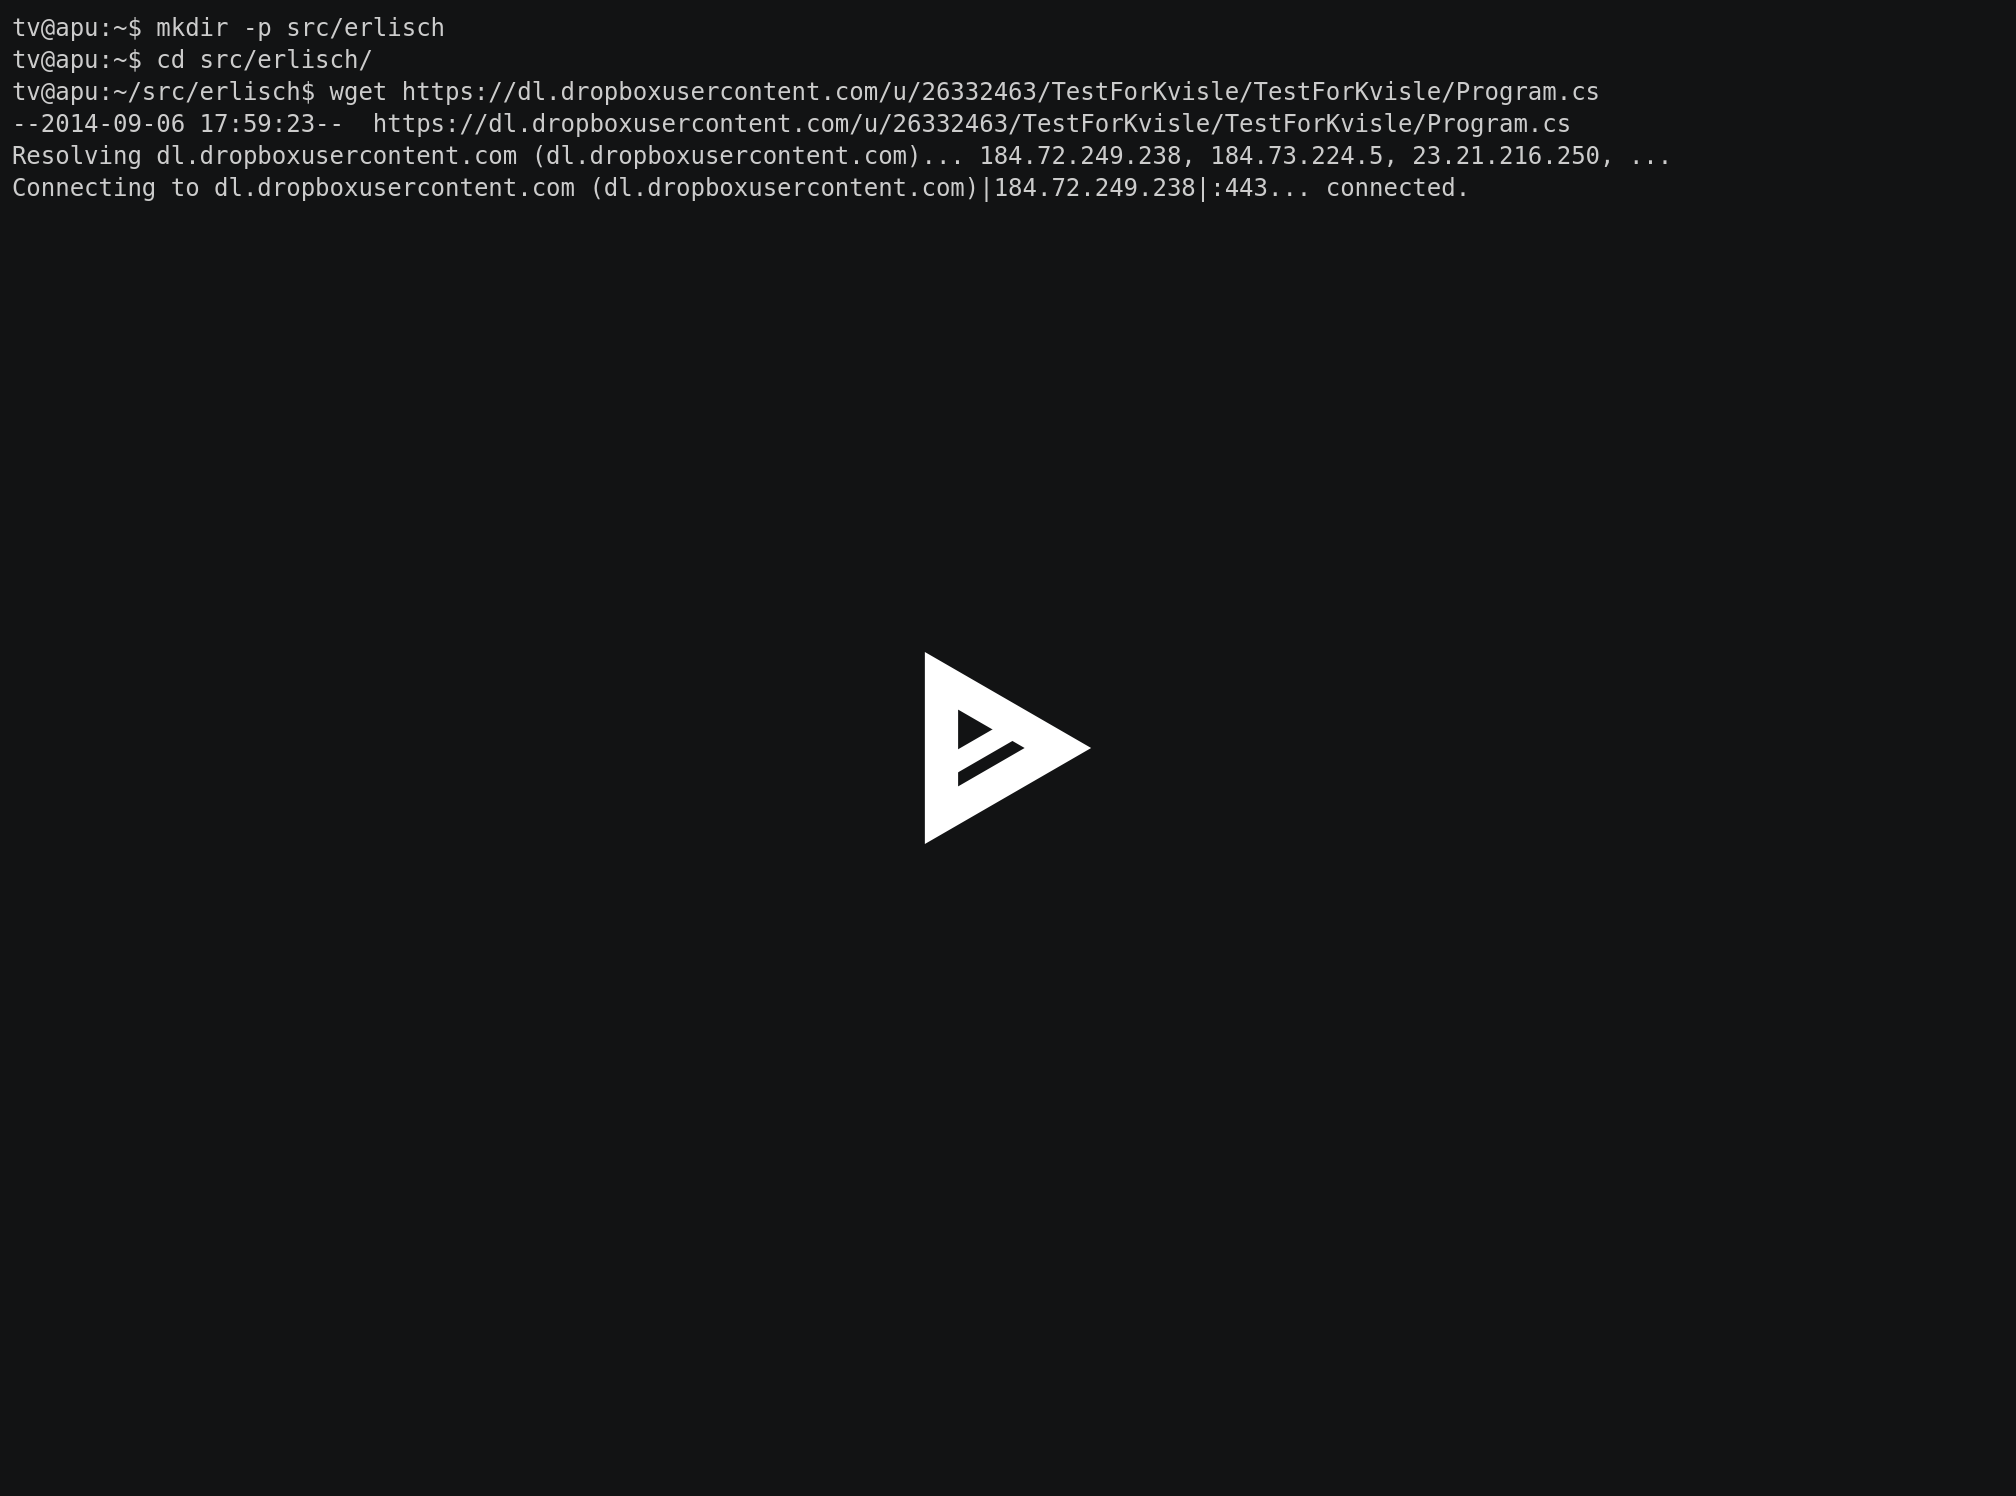 tv@apu:~$ mkdir -p src/erlisch
tv@apu:~$ cd src/erlisch/
tv@apu:~/src/erlisch$ wget https://dl.dropboxusercontent.com/u/26332463/TestForKvisle/TestForKvisle/Program.cs
--2014-09-06 17:59:23--  https://dl.dropboxusercontent.com/u/26332463/TestForKvisle/TestForKvisle/Program.cs
Resolving dl.dropboxusercontent.com (dl.dropboxusercontent.com)... 184.72.249.238, 184.73.224.5, 23.21.216.250, ...
Connecting to dl.dropboxusercontent.com (dl.dropboxusercontent.com)|184.72.249.238|:443... connected.